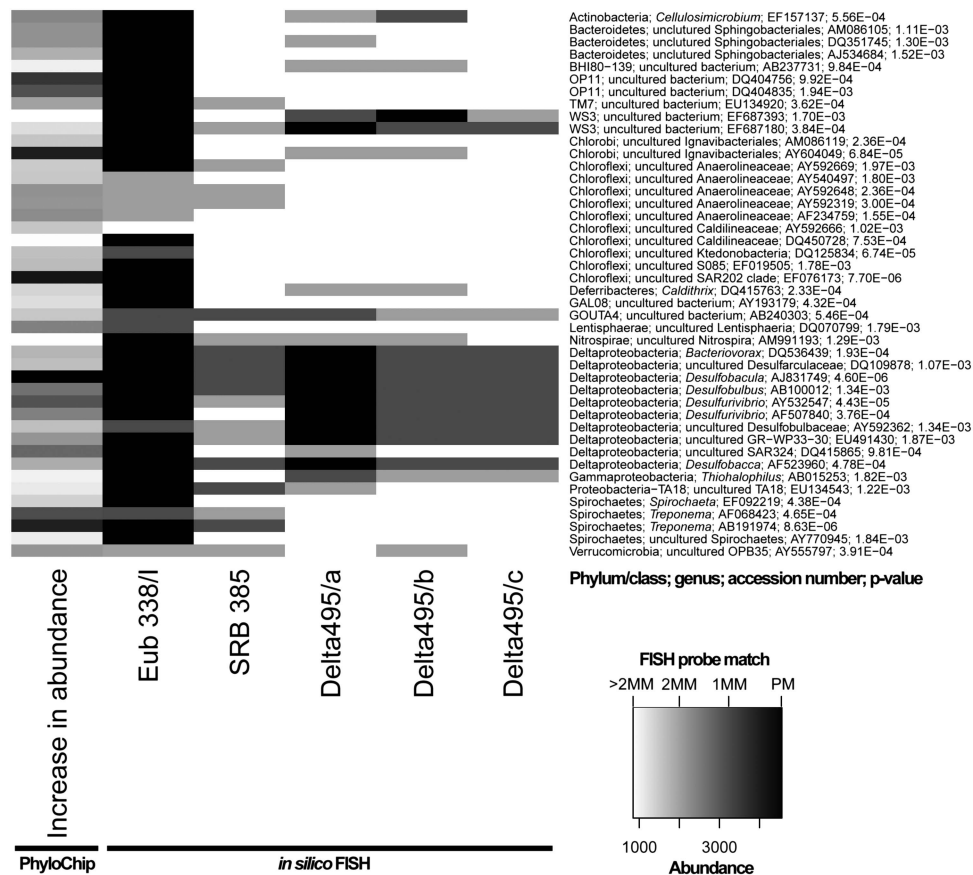 Actinobacteria; Cellulosimicrobium; EF157137; 5.56E−04
Bacteroidetes; unclutured Sphingobacteriales; AM086105; 1.11E−03
Bacteroidetes; unclutured Sphingobacteriales; DQ351745; 1.30E−03
Bacteroidetes; unclutured Sphingobacteriales; AJ534684; 1.52E−03
BHI80−139; uncultured bacterium; AB237731; 9.84E−04
OP11; uncultured bacterium; DQ404756; 9.92E−04
OP11; uncultured bacterium; DQ404835; 1.94E−03
TM7; uncultured bacterium; EU134920; 3.62E−04
WS3; uncultured bacterium; EF687393; 1.70E−03
WS3; uncultured bacterium; EF687180; 3.84E−04
Chlorobi; uncultured Ignavibacteriales; AM086119; 2.36E−04
Chlorobi; uncultured Ignavibacteriales; AY604049; 6.84E−05
Chloroflexi; uncultured Anaerolineaceae; AY592669; 1.97E−03
Chloroflexi; uncultured Anaerolineaceae; AY540497; 1.80E−03
Chloroflexi; uncultured Anaerolineaceae; AY592648; 2.36E−04
Chloroflexi; uncultured Anaerolineaceae; AY592319; 3.00E−04
Chloroflexi; uncultured Anaerolineaceae; AF234759; 1.55E−04
Chloroflexi; uncultured Caldilineaceae; AY592666; 1.02E−03
Chloroflexi; uncultured Caldilineaceae; DQ450728; 7.53E−04
Chloroflexi; uncultured Ktedonobacteria; DQ125834; 6.74E−05
Chloroflexi; uncultured S085; EF019505; 1.78E−03
Chloroflexi; uncultured SAR202 clade; EF076173; 7.70E−06
Deferribacteres; Caldithrix; DQ415763; 2.33E−04
GAL08; uncultured bacterium; AY193179; 4.32E−04
GOUTA4; uncultured bacterium; AB240303; 5.46E−04
Lentisphaerae; uncultured Lentisphaeria; DQ070799; 1.79E−03
Nitrospirae; uncultured Nitrospira; AM991193; 1.29E−03
Deltaproteobacteria; Bacteriovorax; DQ536439; 1.93E−04
Deltaproteobacteria; uncultured Desulfarculaceae; DQ109878; 1.07E−03
Deltaproteobacteria; Desulfobacula; AJ831749; 4.60E−06
Deltaproteobacteria; Desulfobulbus; AB100012; 1.34E−03
Deltaproteobacteria; Desulfurivibrio; AY532547; 4.43E−05
Deltaproteobacteria; Desulfurivibrio; AF507840; 3.76E−04
Deltaproteobacteria; uncultured Desulfobulbaceae; AY592362; 1.34E−03
Deltaproteobacteria; uncultured GR−WP33−30; EU491430; 1.87E−03
Deltaproteobacteria; uncultured SAR324; DQ415865; 9.81E−04
Deltaproteobacteria; Desulfobacca; AF523960; 4.78E−04
Gammaproteobacteria; Thiohalophilus; AB015253; 1.82E−03
Proteobacteria−TA18; uncultured TA18; EU134543; 1.22E−03
Spirochaetes; Spirochaeta; EF092219; 4.38E−04
Spirochaetes; Treponema; AF068423; 4.65E−04
Spirochaetes; Treponema; AB191974; 8.63E−06
Spirochaetes; uncultured Spirochaetes; AY770945; 1.84E−03
Verrucomicrobia; uncultured OPB35; AY555797; 3.91E−04
Phylum/class; genus; accession number; p-value
Increase in abundance
Eub 338/I
SRB 385
Delta495/a
Delta495/b
Delta495/c
PhyloChip
in silico FISH
FISH probe match
>2MM 2MM 1MM PM
1000 3000
Abundance